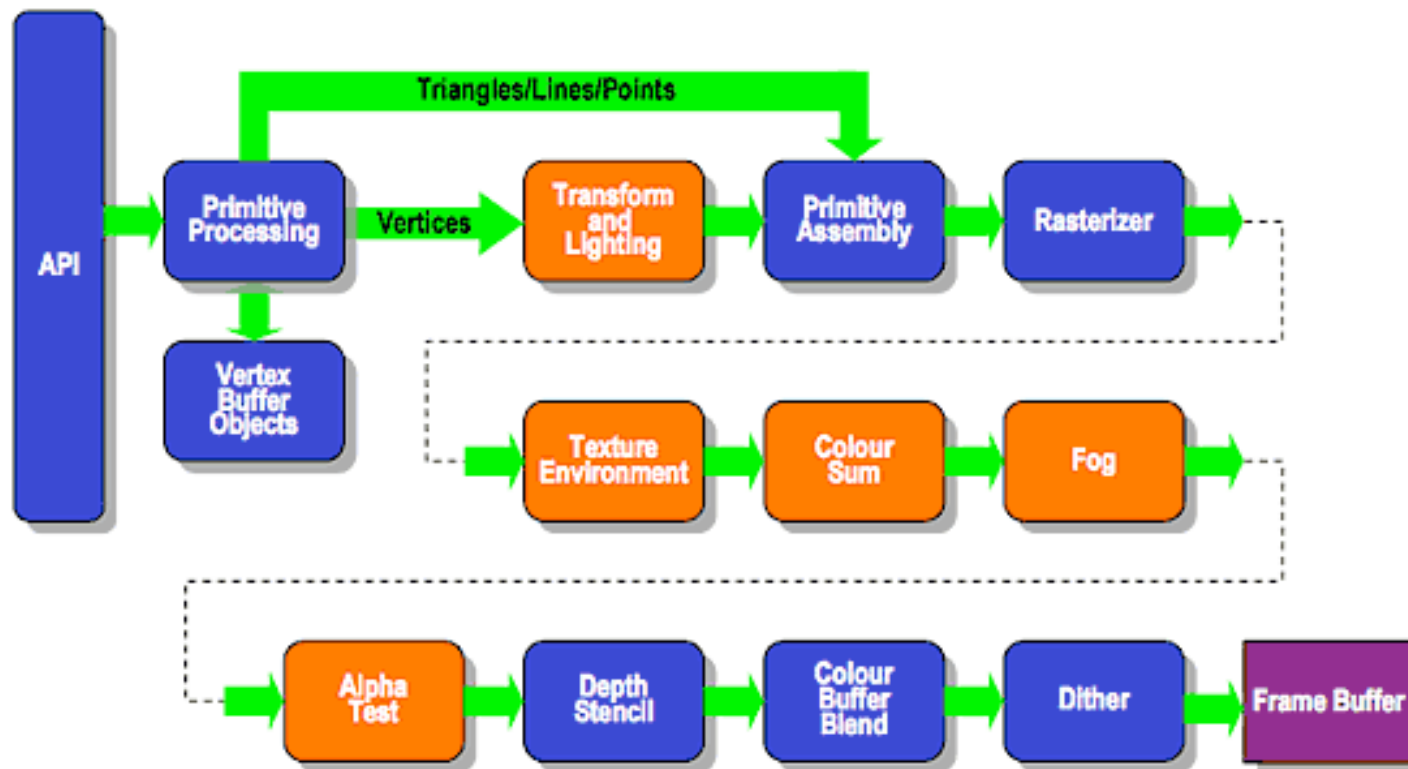 Triangles/Lines/Points
API
Primitive
Processing
Vertices
Transform
and
Lighting
Primitive
Assembly
Rasterizer
Vertex
Buffer
Objects
Texture
Environment
Colour
Sum
Fog
Alpha
Test
Depth
Stencil
Colour
Buffer
Blend
Dither
Frame Buffer